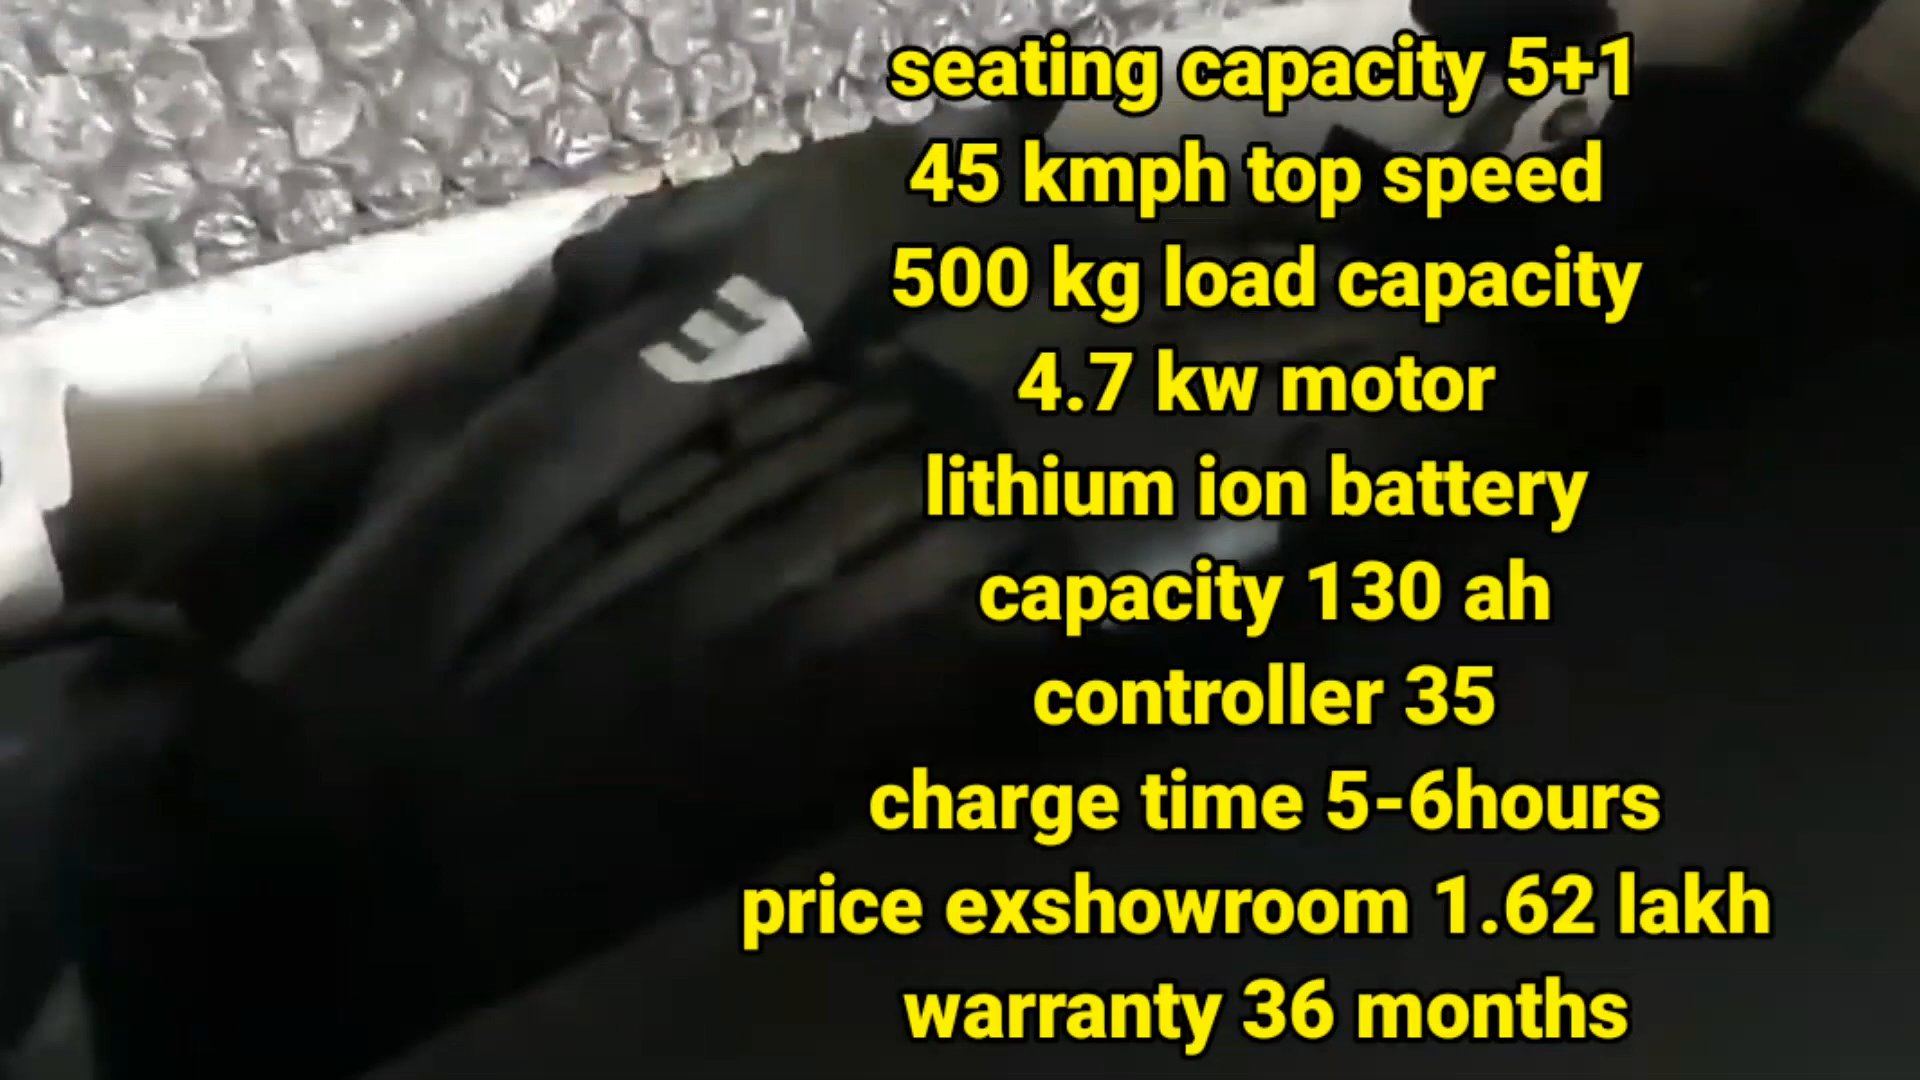 seating capacity 5+1
45 kmph top speed
500 kg load capacity
4.7 kw motor
lithium ion battery
capacity 130 ah
controller 35
charge time 5-6hours
price exshowroom 1.62 lakh
warranty 36 months